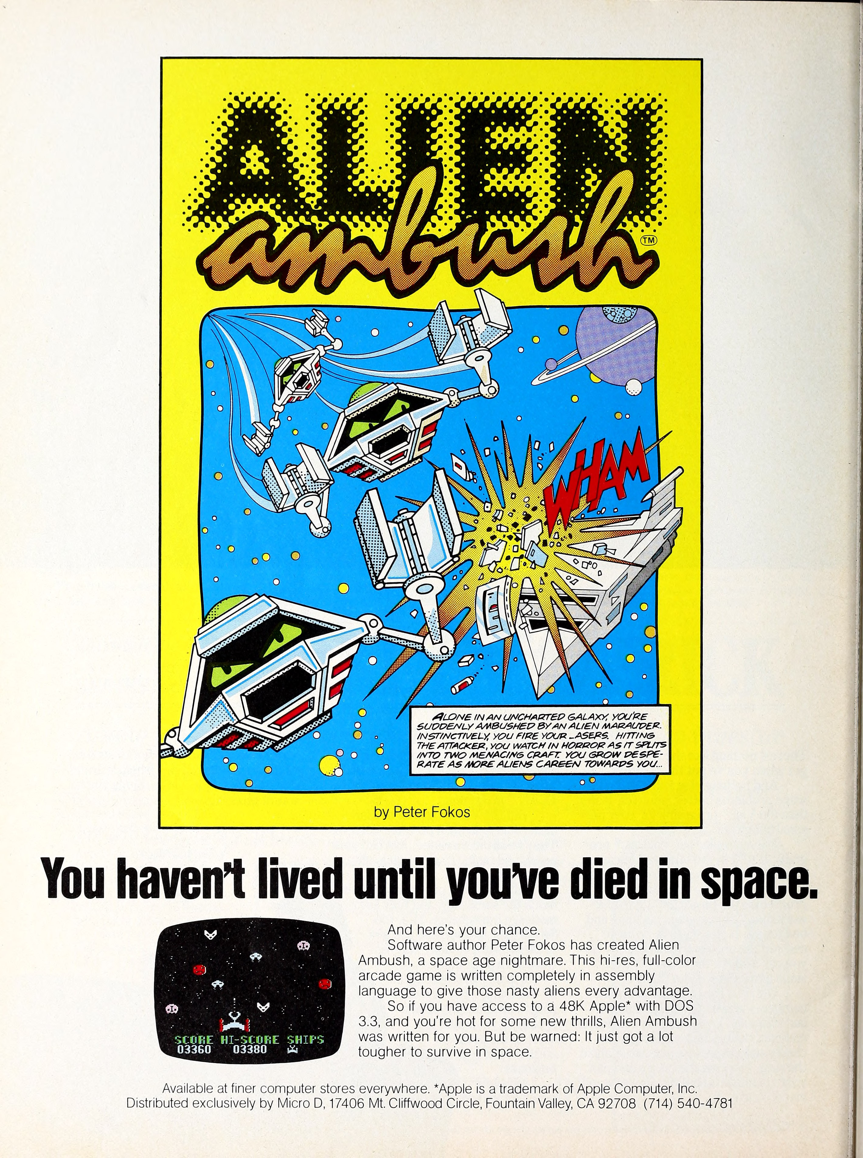 ALIEN
ambush TM
WHAM
ALONE IN AN UNCHARTED GALAXY, YOU'RE
SUDDENLY AMBUSHED BY AN ALIEN MARAUDER.
INSTINCTIVELY, YOU FIRE YOUR LASERS. HITTING
THE ATTACKER, YOU WATCH IN HORROR AS IT SPLITS
INTO TWO MENACING CRAFT. YOU GROW DESPE-
RATE AS MORE ALIENS CAREEN TOWARDS YOU...
by Peter Fokos
You haven't lived until you've died in space.
And here's your chance.
Software author Peter Fokos has created Alien
Ambush, a space age nightmare. This hi-res, full-color
arcade game is written completely in assembly
language to give those nasty aliens every advantage.
So if you have access to a 48K Apple* with DOS
3.3, and you're hot for some new thrills, Alien Ambush
was written for you. But be warned: It just got a lot
tougher to survive in space.
SCORE HI-SCORE SHIPS
03360 03380
Available at finer computer stores everywhere. *Apple is a trademark of Apple Computer, Inc.
Distributed exclusively by Micro D, 17406 Mt. Cliffwood Circle, Fountain Valley, CA 92708 (714) 540-4781